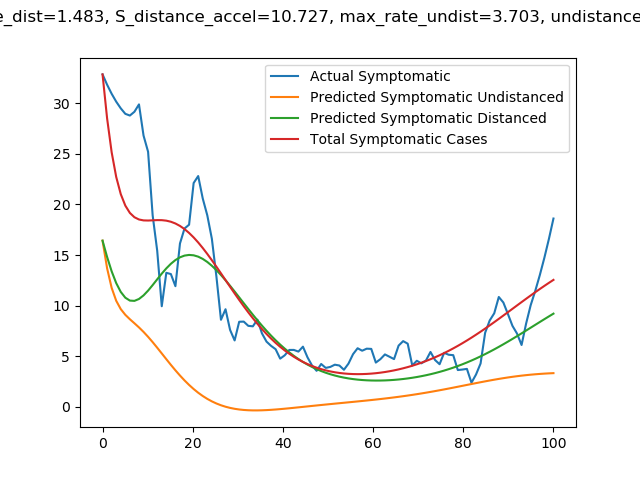 e_dist=1.483, S_distance_accel=10.727, max_rate_undist=3.703, undistance
Actual Symptomatic
Predicted Symptomatic Undistanced
Predicted Symptomatic Distanced
Total Symptomatic Cases
30
25
20
15
10
5
0
0 20 40 60 80 100